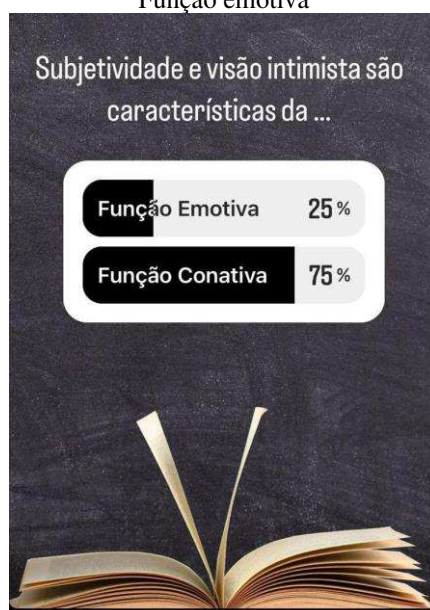 Função emotiva
Subjetividade e visão intimista são
características da ...
Função Emotiva 25 %
Função Conativa 75 %